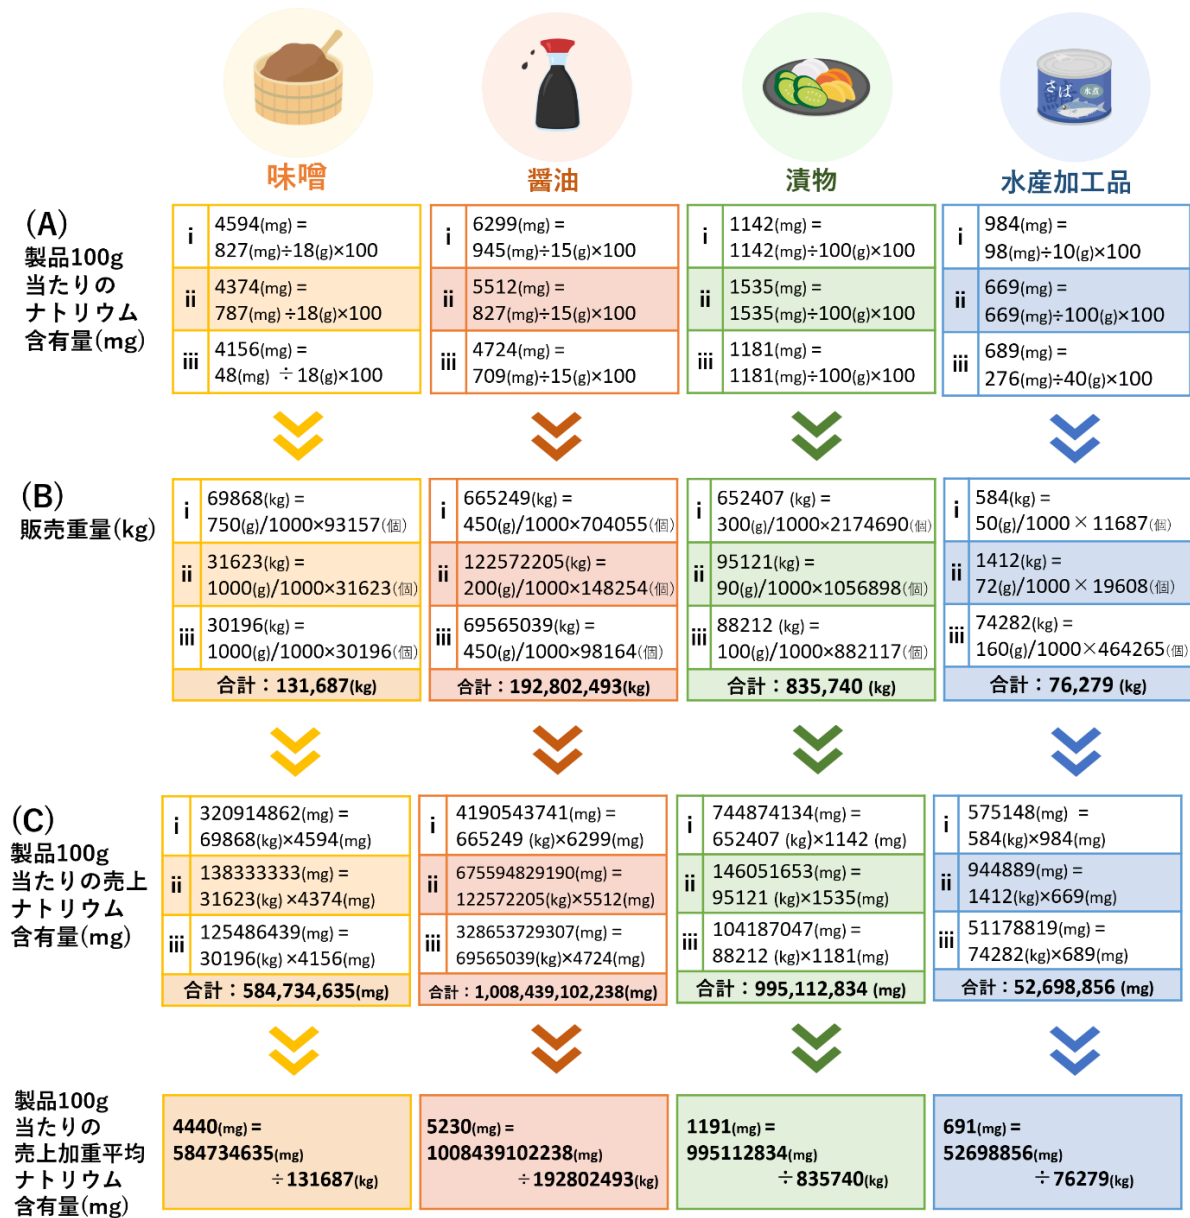 さば
水煮
味噌
醤油
漬物
水産加工品
(A)
製品100g
当たりの
ナトリウム
含有量(mg)
i
4594(mg) =
827(mg)÷18(g)×100
ii
4374(mg) =
787(mg) ÷18(g)×100
iii
4156(mg) =
48(mg) ÷18(g)×100
i
6299(mg) =
945(mg)÷15(g)×100
ii
5512(mg) =
827(mg)÷15(g)×100
iii
4724(mg) =
709(mg)÷15(g)×100
i
1142(mg) =
1142(mg)÷100(g)×100
ii
1535(mg) =
1535(mg)÷100(g)×100
iii
1181(mg) =
1181(mg)÷100(g)×100
i
984(mg) =
98(mg)÷10(g)×100
ii
669(mg) =
669(mg)÷100(g)×100
iii
689(mg) =
276(mg)÷40(g)×100
(B)
販売重量(kg)
i
69868(kg) =
750(g)/1000×93157(個)
ii
31623(kg) =
1000(g)/1000×31623(個)
iii
30196(kg) =
1000(g)/1000×30196(個)
合計：131,687(kg)
i
665249(kg) =
450(g)/1000×704055(個)
ii
122572205(kg) =
200(g)/1000×148254(個)
iii
69565039(kg) =
450(g)/1000×98164(個)
合計：192,802,493(kg)
i
652407 (kg) =
300(g)/1000×2174690(個)
ii
95121(kg) =
90(g)/1000×1056898(個)
iii
88212 (kg) =
100(g)/1000×882117(個)
合計：835,740 (kg)
i
584(kg) =
50(g)/1000×11687(個)
ii
1412(kg) =
72(g)/1000×19608(個)
iii
74282(kg) =
160(g)/1000×464265(個)
合計：76,279 (kg)
(C)
製品100g
当たりの売上
ナトリウム
含有量(mg)
i
320914862(mg) =
69868(kg)×4594(mg)
ii
138333333(mg) =
31623(kg) ×4374(mg)
iii
125486439(mg) =
30196(kg) ×4156(mg)
合計：584,734,635(mg)
i
4190543741(mg) =
665249 (kg)×6299(mg)
ii
675594829190(mg) =
122572205(kg)×5512(mg)
iii
328653729307(mg) =
69565039(kg)×4724(mg)
合計：1,008,439,102,238(mg)
i
744874134(mg) =
652407 (kg)×1142 (mg)
ii
146051653(mg) =
95121 (kg)×1535(mg)
iii
104187047(mg) =
88212 (kg)×1181(mg)
合計：995,112,834 (mg)
i
575148(mg) =
584(kg)×984(mg)
ii
944889(mg) =
1412(kg)×669(mg)
iii
51178819(mg) =
74282(kg)×689(mg)
合計：52,698,856 (mg)
製品100g
当たりの
売上加重平均
ナトリウム
含有量(mg)
4440(mg) =
584734635(mg)
÷131687(kg)
5230(mg) =
1008439102238(mg)
÷192802493(kg)
1191(mg) =
995112834(mg)
÷835740(kg)
691(mg) =
52698856(mg)
÷76279(kg)